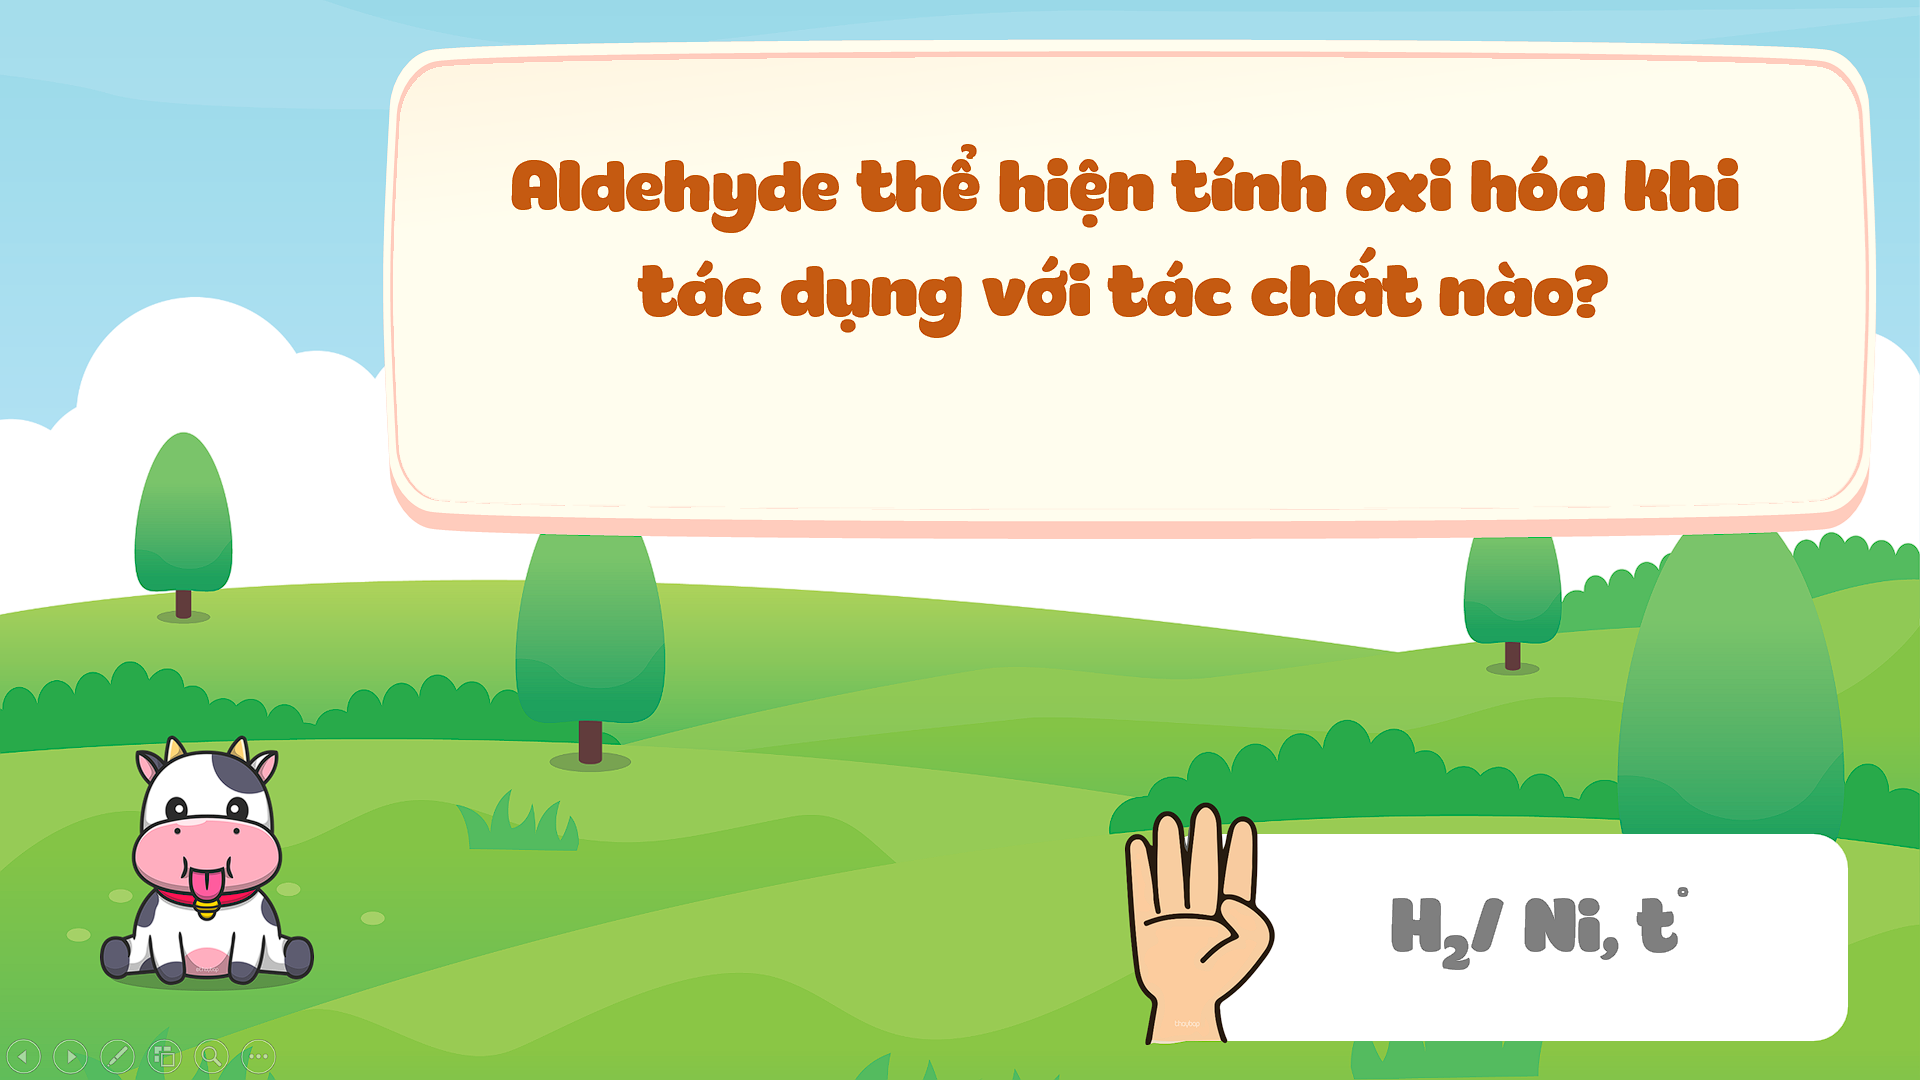 Aldehyde thể hiện tính oxi hóa khi
tác dụng với tác chất nào?
H₂/ Ni, t°